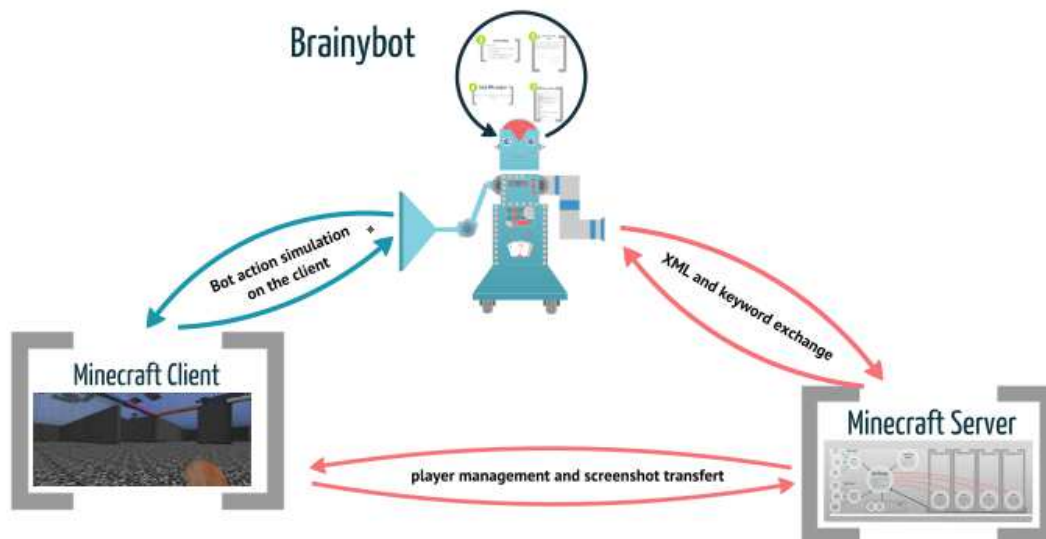 Brainybot
Bot action simulation
on the client
XML and keyword exchange
Minecraft Client
Minecraft Server
player management and screenshot transfert